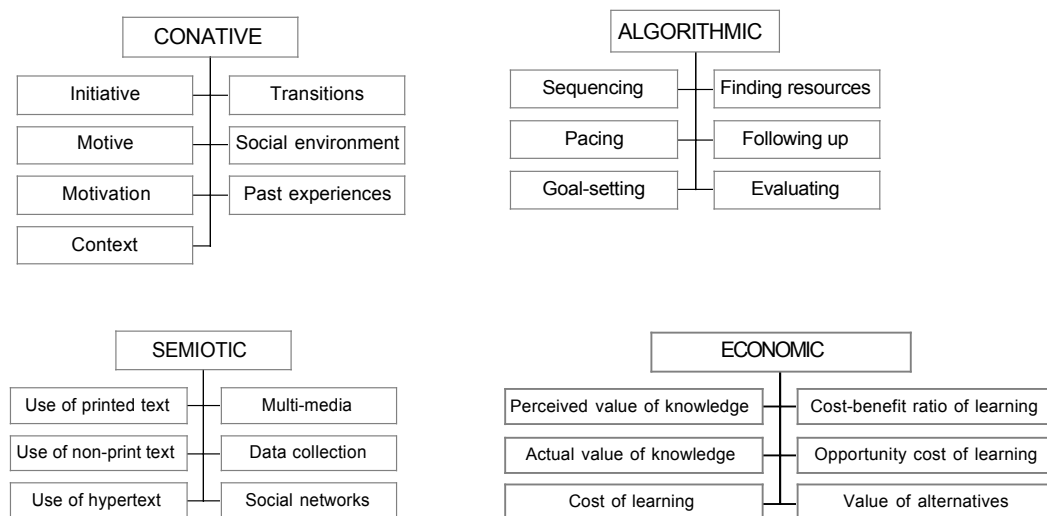 CONATIVE
Initiative
Transitions
Motive
Social environment
Motivation
Past experiences
Context
ALGORITHMIC
Sequencing
Finding resources
Pacing
Following up
Goal-setting
Evaluating
SEMIOTIC
Use of printed text
Multi-media
Use of non-print text
Data collection
Use of hypertext
Social networks
ECONOMIC
Perceived value of knowledge
Cost-benefit ratio of learning
Actual value of knowledge
Opportunity cost of learning
Cost of learning
Value of alternatives